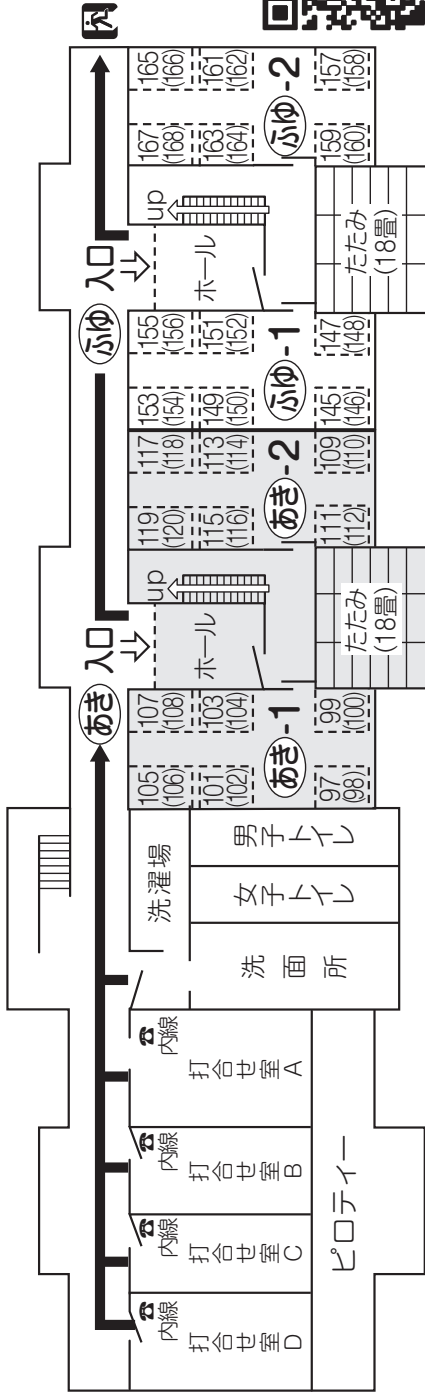 打合せ室D
☎
内線
打合せ室C
☎
内線
打合せ室B
☎
内線
打合せ室A
☎
内線
ピロティー
洗濯場
洗面所
女子トイレ
男子トイレ
あき
入口
あき-1
105
(106)
107
(108)
101
(102)
103
(104)
97
(98)
99
(100)
ホール
up
たたみ
(18畳)
あき-2
119
(120)
117
(118)
115
(116)
113
(114)
111
(112)
109
(110)
ふゆ
入口
ふゆ-1
153
(154)
155
(156)
149
(150)
151
(152)
145
(146)
147
(148)
ホール
up
たたみ
(18畳)
ふゆ-2
167
(168)
165
(166)
163
(164)
161
(162)
159
(160)
157
(158)